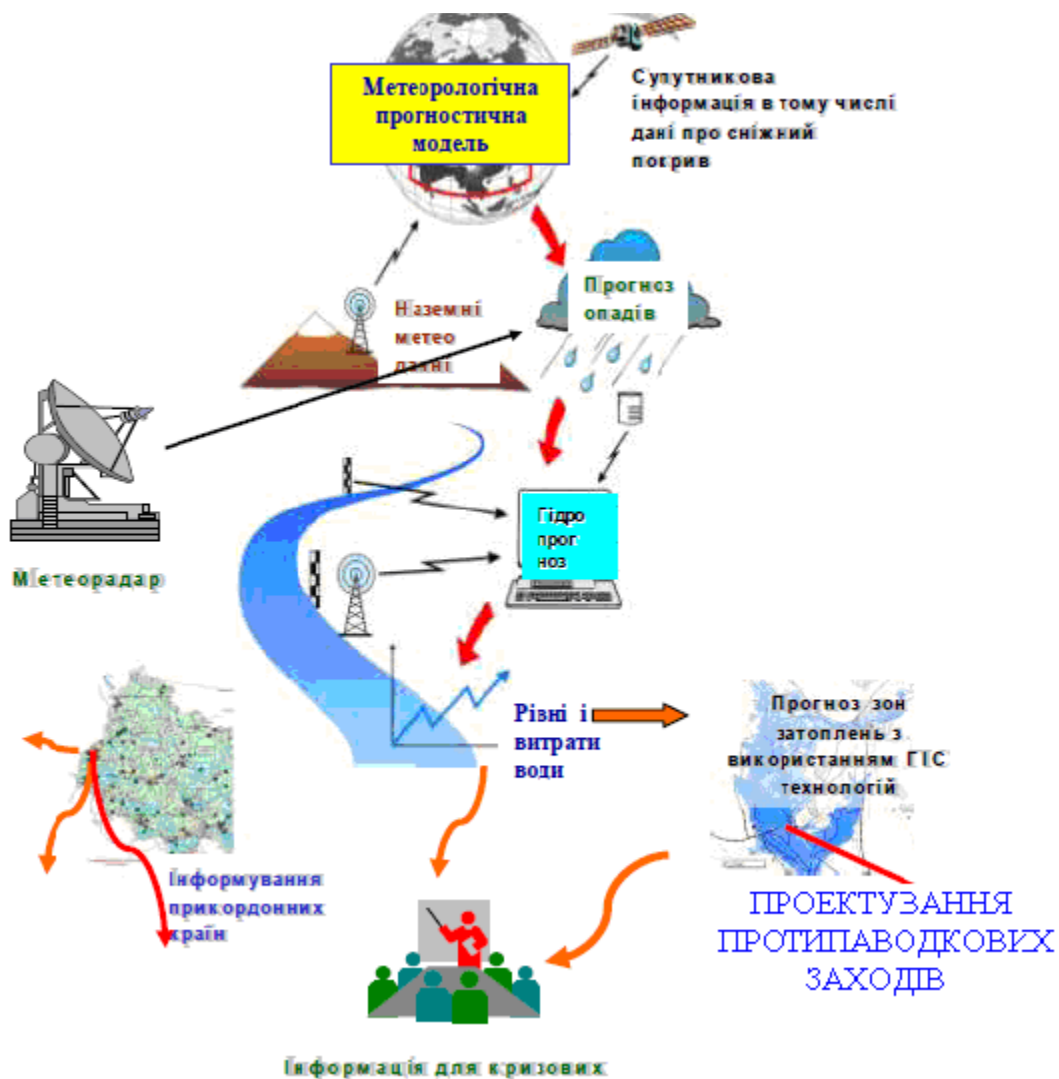 Метеорологічна
прогностична
модель
Супутникова
інформація в тому числі
дані про сніжний
покрив
Прогноз
опадів
Наземні
метео
данні
Метеорадар
Гідро
прог
ноз
Рівні і
витрати
води
Прогноз зон
затоплень з
використанням ГІС
технологій
Інформування
прикордонних
країн
ПРОЕКТУВАННЯ
ПРОТИПАВОДКОВИХ
ЗАХОДІВ
Інформація для кризових